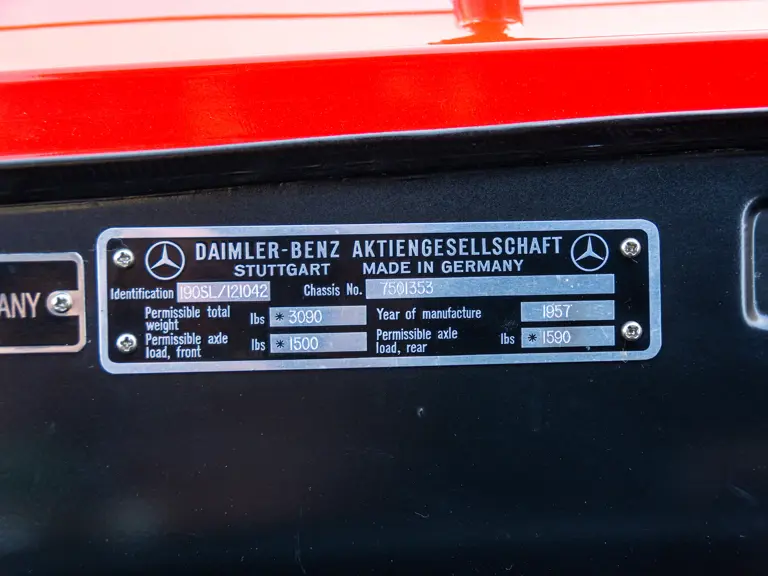 ANY
DAIMLER-BENZ AKTIENGESELLSCHAFT
STUTTGART MADE IN GERMANY
Identification 190SL/121042 Chassis No. 7501353
Permissible total weight lbs *3090 Year of manufacture 1957
Permissible axle load, front lbs *1500 Permissible axle load, rear lbs *1590